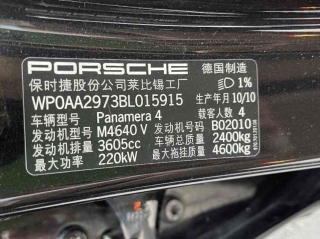 PORSCHE 德国制造
保时捷股份公司莱比锡工厂 1%
WP0AA2973BL015915 生产年月 10/10
车辆型号 Panamera 4 载客人数 4
发动机型号 M4640 V 发动机号 B02010
发动机排量 3605cc 车辆总质量 2400kg
最大功率 220kW 最大拖挂质量 4600kg